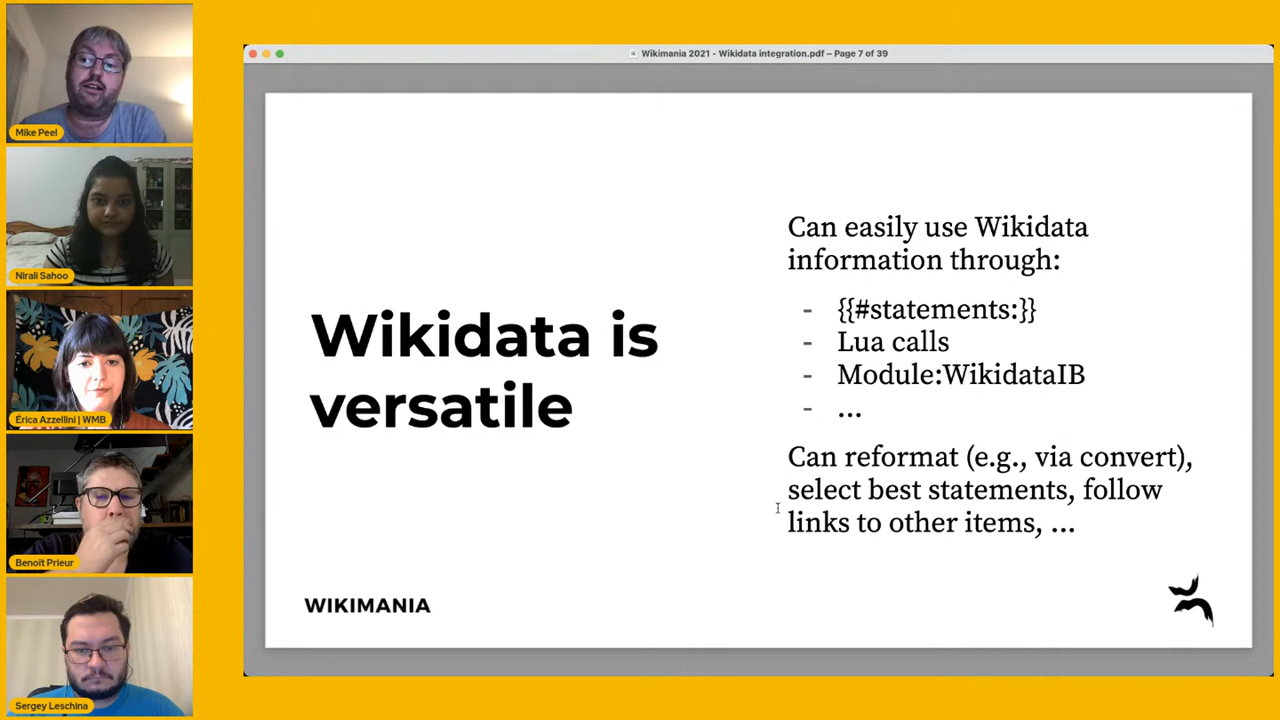 Wikimania 2021 - Wikidata integration.pdf – Page 7 of 39
Mike Peel
Nirali Sahoo
Érica Azzellini | WMB
Benoît Prieur
Sergey Leschina
Wikidata is
versatile
Can easily use Wikidata
information through:
- {{#statements:}}
- Lua calls
- Module:WikidataIB
- ...
Can reformat (e.g., via convert),
select best statements, follow
links to other items, ...
WIKIMANIA